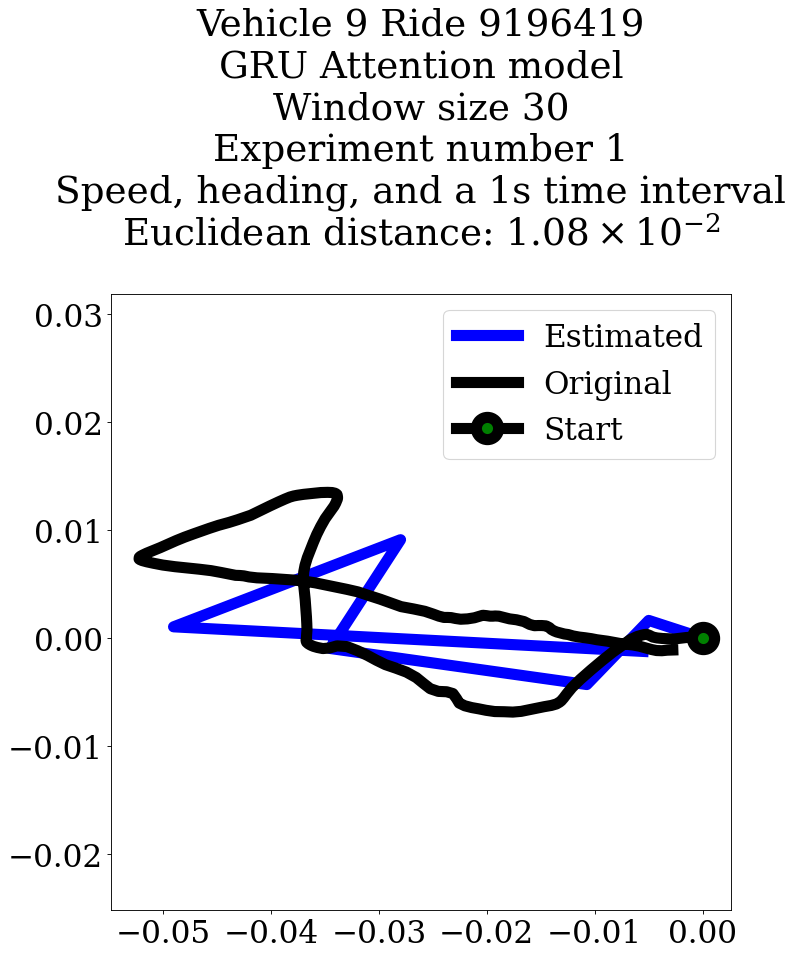 Vehicle 9 Ride 9196419
GRU Attention model
Window size 30
Experiment number 1
Speed, heading, and a 1s time interval
Euclidean distance: 1.08 × 10⁻²
Estimated
Original
Start
0.03
0.02
0.01
0.00
−0.01
−0.02
−0.05 −0.04 −0.03 −0.02 −0.01 0.00